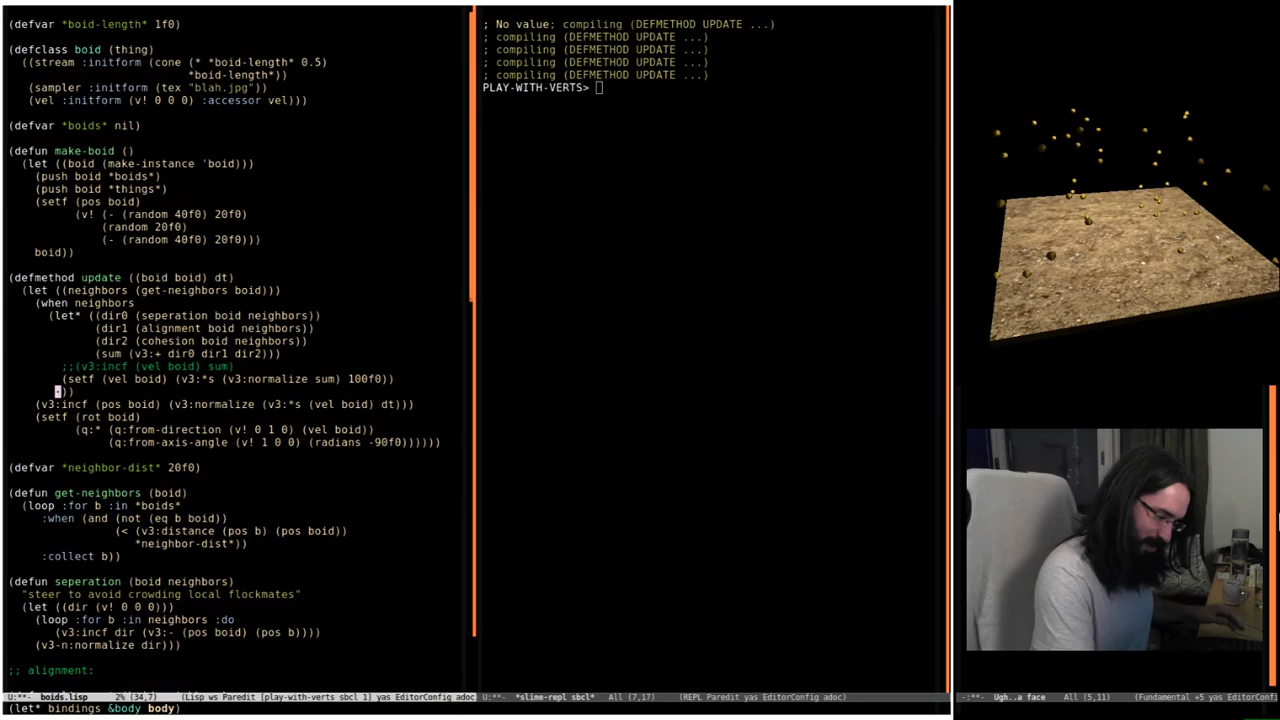 (defvar *boid-length* 1f0)
(defclass boid (thing)
((stream :initform (cone (* *boid-length* 0.5)
*boid-length*))
(sampler :initform (tex "blah.jpg"))
(vel :initform (v! 0 0 0) :accessor vel)))
(defvar *boids* nil)
(defun make-boid ()
(let ((boid (make-instance 'boid)))
(push boid *boids*)
(push boid *things*)
(setf (pos boid)
(v! (- (random 40f0) 20f0)
(random 20f0)
(- (random 40f0) 20f0)))
boid))
(defmethod update ((boid boid) dt)
(let ((neighbors (get-neighbors boid)))
(when neighbors
(let* ((dir0 (seperation boid neighbors))
(dir1 (alignment boid neighbors))
(dir2 (cohesion boid neighbors))
(sum (v3:+ dir0 dir1 dir2)))
;;(v3:incf (vel boid) sum)
(setf (vel boid) (v3:*s (v3:normalize sum) 100f0))
))
(v3:incf (pos boid) (v3:normalize (v3:*s (vel boid) dt)))
(setf (rot boid)
(q:* (q:from-direction (v! 0 1 0) (vel boid))
(q:from-axis-angle (v! 1 0 0) (radians -90f0))))))
(defvar *neighbor-dist* 20f0)
(defun get-neighbors (boid)
(loop :for b :in *boids*
:when (and (not (eq b boid))
(< (v3:distance (pos b) (pos boid))
*neighbor-dist*))
:collect b))
(defun seperation (boid neighbors)
"steer to avoid crowding local flockmates"
(let ((dir (v! 0 0 0)))
(loop :for b :in neighbors :do
(v3:incf dir (v3:- (pos boid) (pos b))))
(v3-n:normalize dir)))
;; alignment:
U:**- boids.lisp 2% (34,7) (Lisp ws Paredit [play-with-verts sbcl 1] yas EditorConfig adoc)
(let* bindings &body body)
; No value; compiling (DEFMETHOD UPDATE ...)
; compiling (DEFMETHOD UPDATE ...)
; compiling (DEFMETHOD UPDATE ...)
; compiling (DEFMETHOD UPDATE ...)
; compiling (DEFMETHOD UPDATE ...)
PLAY-WITH-VERTS>
U:**- *slime-repl sbcl* All (7,17) (REPL Paredit yas EditorConfig adoc)
-:**- Ugh..a face All (5,11) (Fundamental +5 yas EditorConfig